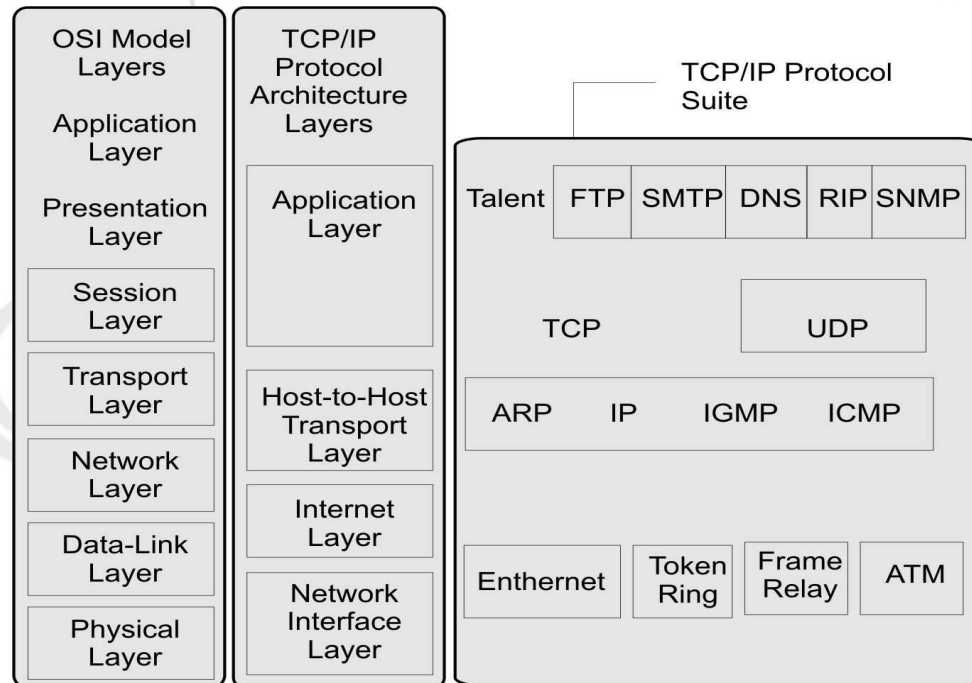 OSI Model
Layers
Application
Layer
Presentation
Layer
Session
Layer
Transport
Layer
Network
Layer
Data-Link
Layer
Physical
Layer
TCP/IP
Protocol
Architecture
Layers
Application
Layer
Host-to-Host
Transport
Layer
Internet
Layer
Network
Interface
Layer
TCP/IP Protocol
Suite
Talent FTP SMTP DNS RIP SNMP
TCP UDP
ARP IP IGMP ICMP
Enthernet
Token
Ring
Frame
Relay
ATM